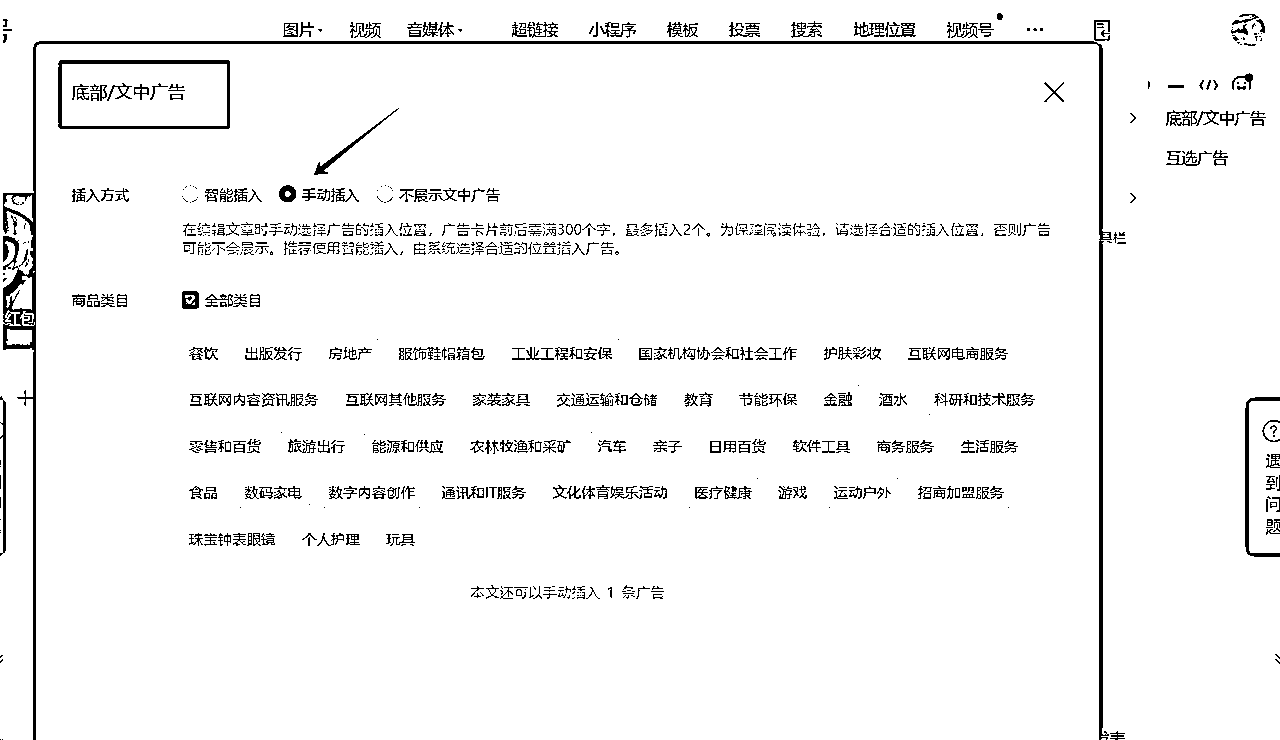 号
图片 视频 音媒体 超链接 小程序 模板 投票 搜索 地理位置 视频号 ...
底部/文中广告
底部/文中广告
互选广告
插入方式 智能插入 手动插入 不展示文中广告
在编辑文章时手动选择广告的插入位置，广告卡片前后需满300个字，最多插入2个。为保障阅读体验，请选择合适的插入位置，否则广告
可能不会展示。推荐使用智能插入，由系统选择合适的位置插入广告。
具栏
商品类目 全部类目
红包
餐饮 出版发行 房地产 服饰鞋帽箱包 工业工程和安保 国家机构协会和社会工作 护肤彩妆 互联网电商服务
互联网内容资讯服务 互联网其他服务 家装家具 交通运输和仓储 教育 节能环保 金融 酒水 科研和技术服务
零售和百货 旅游出行 能源和供应 农林牧渔和采矿 汽车 亲子 日用百货 软件工具 商务服务 生活服务
食品 数码家电 数字内容创作 通讯和IT服务 文化体育娱乐活动 医疗健康 游戏 运动户外 招商加盟服务
珠宝钟表眼镜 个人护理 玩具
本文还可以手动插入 1 条广告
遇
到
问
题